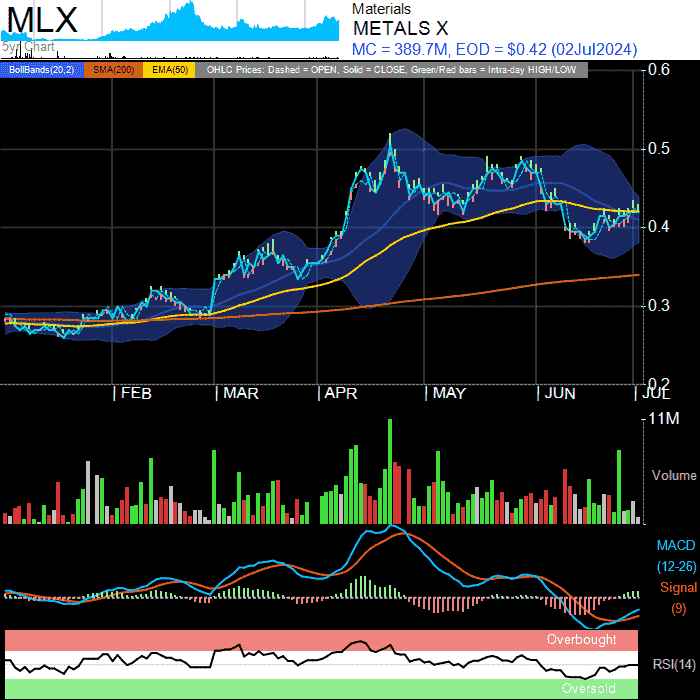 MLX
Materials
METALS X
5yr Chart
MC = 389.7M, EOD = $0.42 (02Jul2024)
BollBands(20,2) SMA(200) EMA(50) OHLC Prices: Dashed = OPEN, Solid = CLOSE, Green/Red bars = Intra-day HIGH/LOW
0.6
0.5
0.4
0.3
0.2
FEB MAR APR MAY JUN JUL
11M
Volume
MACD
(12-26)
Signal
(9)
Overbought
RSI(14)
Oversold